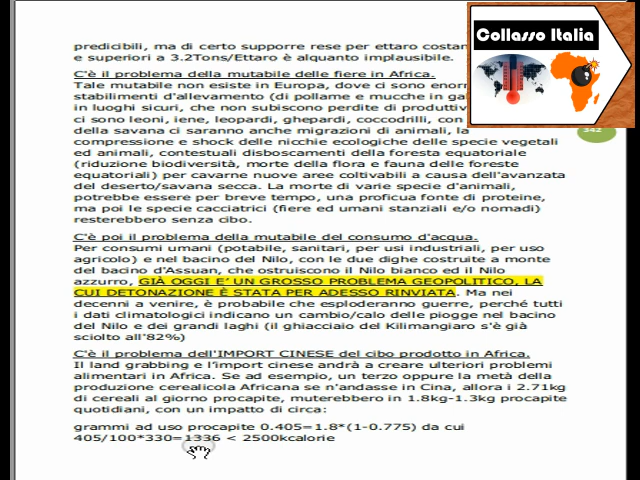 predicibili, ma di certo supporre rese per ettaro costan
e superiori a 3.2Tons/Ettaro è alquanto implausibile.
Collasso Italia
342
C'è il problema della mutabile delle fiere in Africa.
Tale mutabile non esiste in Europa, dove ci sono enorm
stabilimenti d'allevamento (di pollame e mucche in gab
in luoghi sicuri, che non subiscono perdite di produttiv
ci sono leoni, iene, leopardi, ghepardi, coccodrilli, con
della savana ci saranno anche migrazioni di animali, la
compressione e shock delle nicchie ecologiche delle specie vegetali
ed animali, contestuali disboscamenti della foresta equatoriale
(riduzione biodiversità, morte della flora e fauna delle foreste
equatoriali) per cavarne nuove aree coltivabili a causa dell'avanzata
del deserto/savana secca. La morte di varie specie d'animali,
potrebbe essere per breve tempo, una proficua fonte di proteine,
ma poi le specie cacciatrici (fiere ed umani stanziali e/o nomadi)
resterebbero senza cibo.
C'è poi il problema della mutabile del consumo d'acqua.
Per consumi umani (potabile, sanitari, per usi industriali, per uso
agricolo) e nel bacino del Nilo, con le due dighe costruite a monte
del bacino d'Assuan, che ostruiscono il Nilo bianco ed il Nilo
azzurro, GIÀ OGGI E' UN GROSSO PROBLEMA GEOPOLITICO, LA
CUI DETONAZIONE È STATA PER ADESSO RINVIATA. Ma nei
decenni a venire, è probabile che esploderanno guerre, perché tutti
i dati climatologici indicano un cambio/calo delle piogge nel bacino
del Nilo e dei grandi laghi (il ghiacciaio del Kilimangiaro s'è già
sciolto all'82%)
C'è il problema dell'IMPORT CINESE del cibo prodotto in Africa.
Il land grabbing e l'import cinese andrà a creare ulteriori problemi
alimentari in Africa. Se ad esempio, un terzo oppure la metà della
produzione cerealicola Africana se n'andasse in Cina, allora i 2.71kg
di cereali al giorno procapite, muterebbero in 1.8kg-1.3kg procapite
quotidiani, con un impatto di circa:
grammi ad uso procapite 0.405=1.8*(1-0.775) da cui
405/100*330=1336 < 2500kcalorie